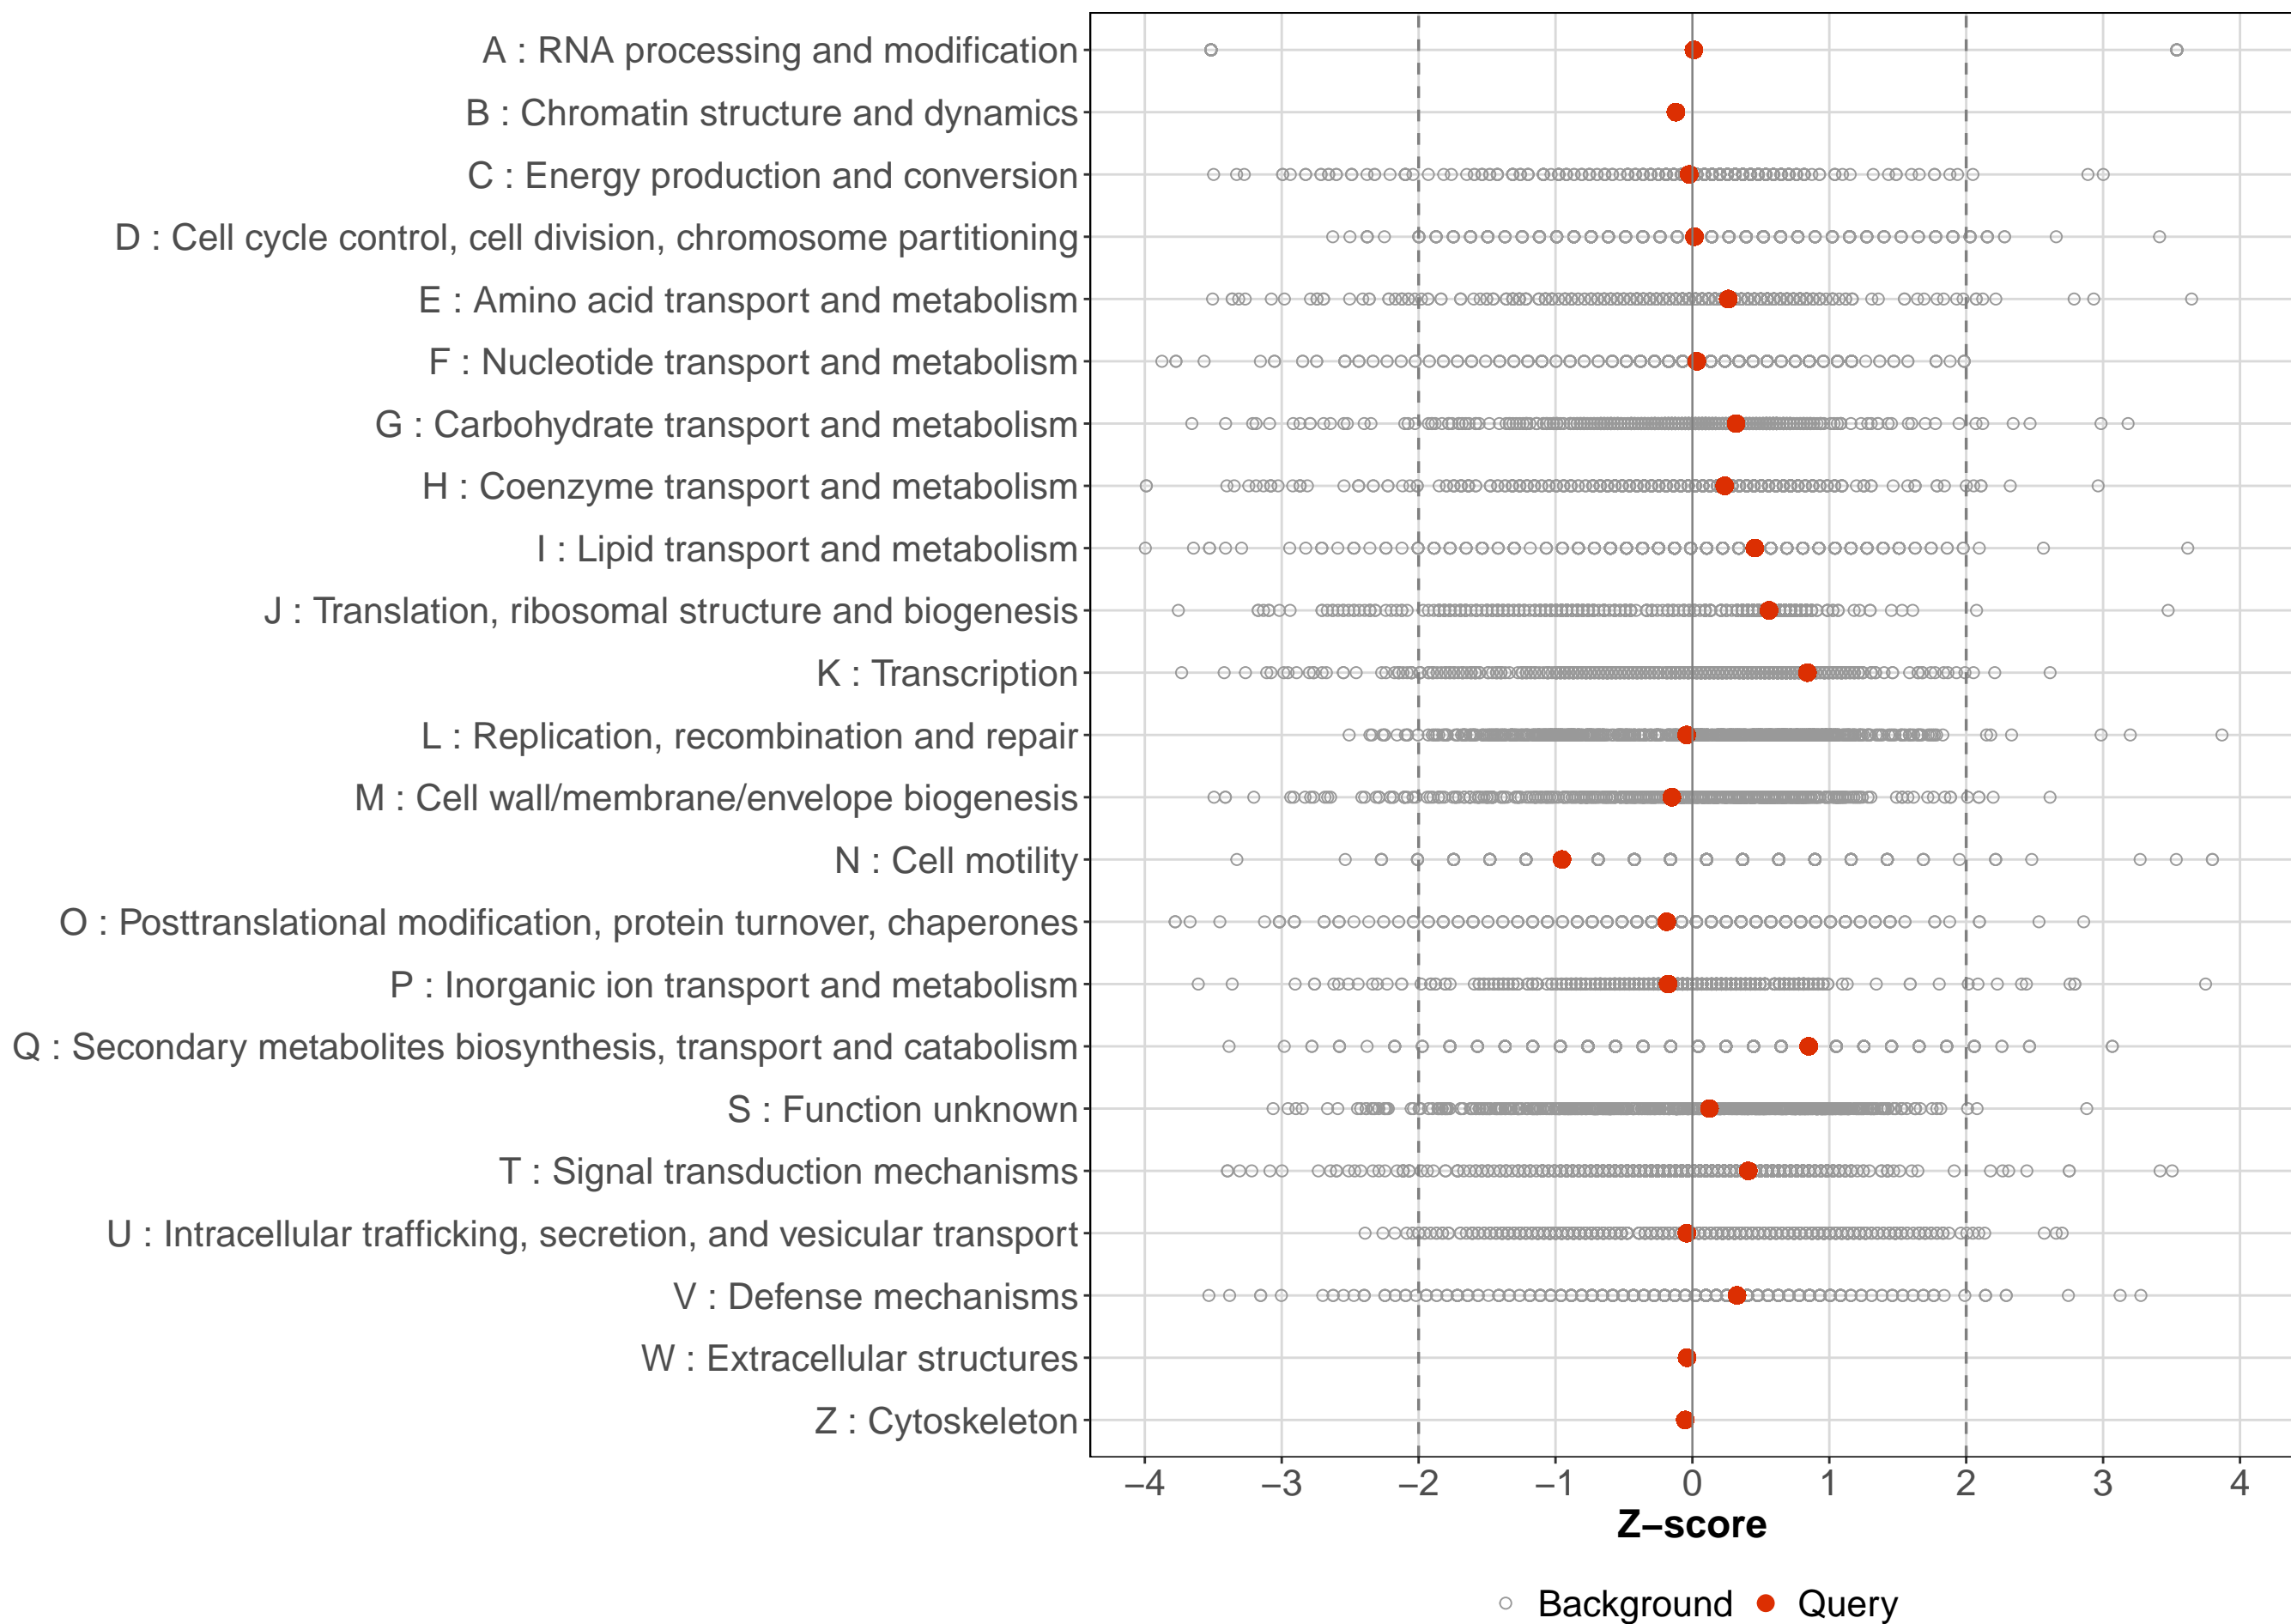 A : RNA processing and modification
B : Chromatin structure and dynamics
C : Energy production and conversion
D : Cell cycle control, cell division, chromosome partitioning
E : Amino acid transport and metabolism
F : Nucleotide transport and metabolism
G : Carbohydrate transport and metabolism
H : Coenzyme transport and metabolism
I : Lipid transport and metabolism
J : Translation, ribosomal structure and biogenesis
K : Transcription
L : Replication, recombination and repair
M : Cell wall/membrane/envelope biogenesis
N : Cell motility
O : Posttranslational modification, protein turnover, chaperones
P : Inorganic ion transport and metabolism
Q : Secondary metabolites biosynthesis, transport and catabolism
S : Function unknown
T : Signal transduction mechanisms
U : Intracellular trafficking, secretion, and vesicular transport
V : Defense mechanisms
W : Extracellular structures
Z : Cytoskeleton
−4 −3 −2 −1 0 1 2 3 4
Z−score
Background Query